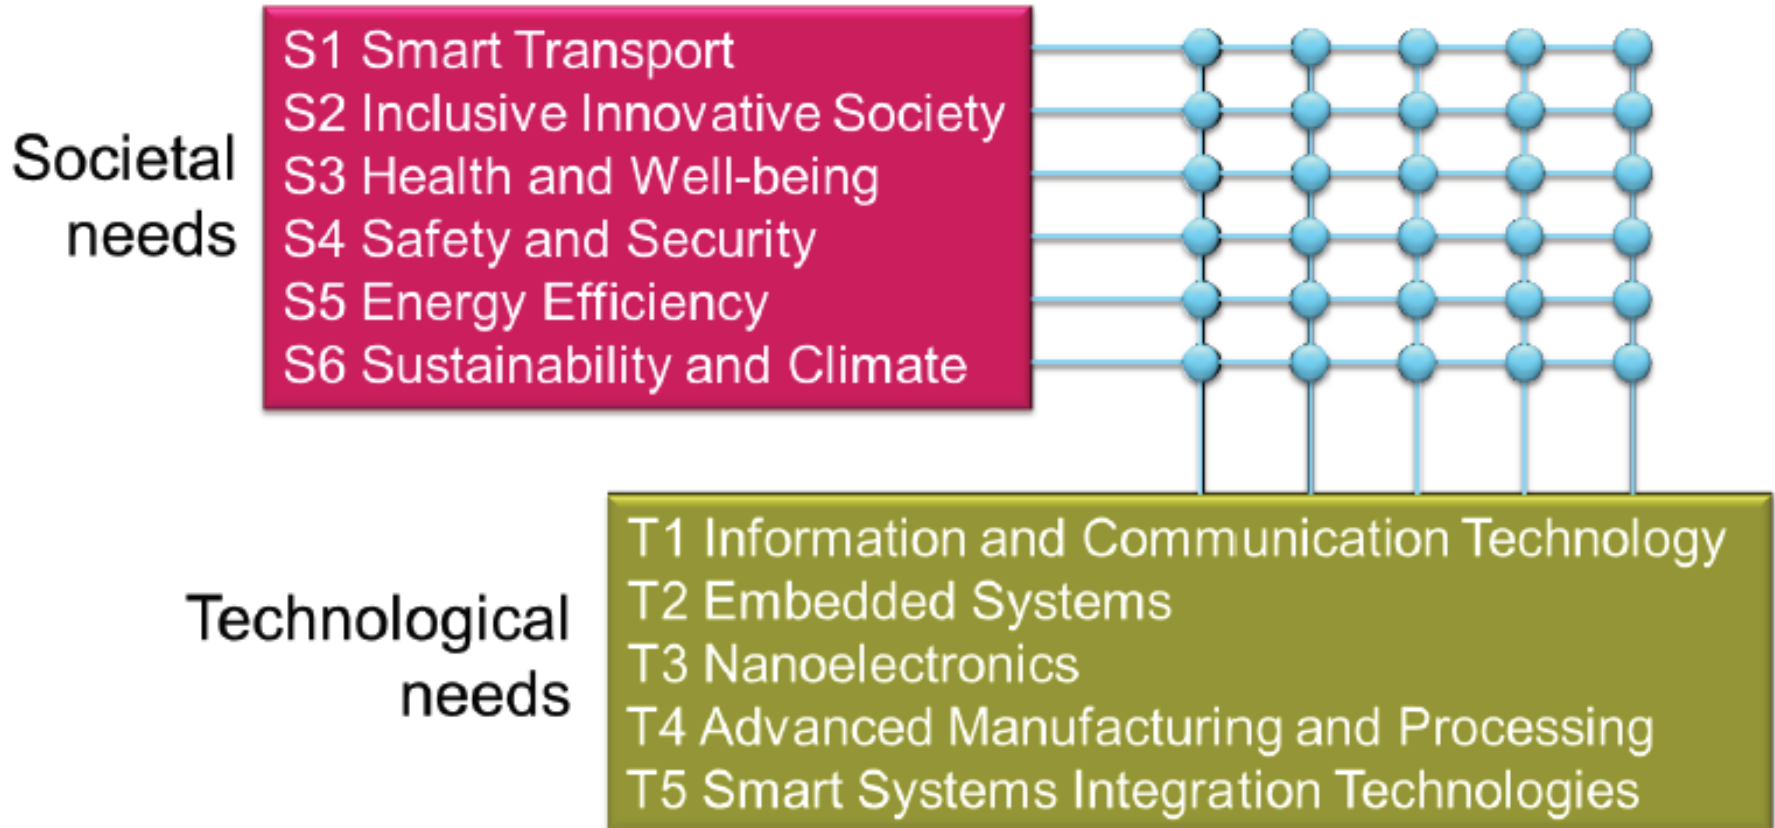 Societal
needs
S1 Smart Transport
S2 Inclusive Innovative Society
S3 Health and Well-being
S4 Safety and Security
S5 Energy Efficiency
S6 Sustainability and Climate
Technological
needs
T1 Information and Communication Technology
T2 Embedded Systems
T3 Nanoelectronics
T4 Advanced Manufacturing and Processing
T5 Smart Systems Integration Technologies